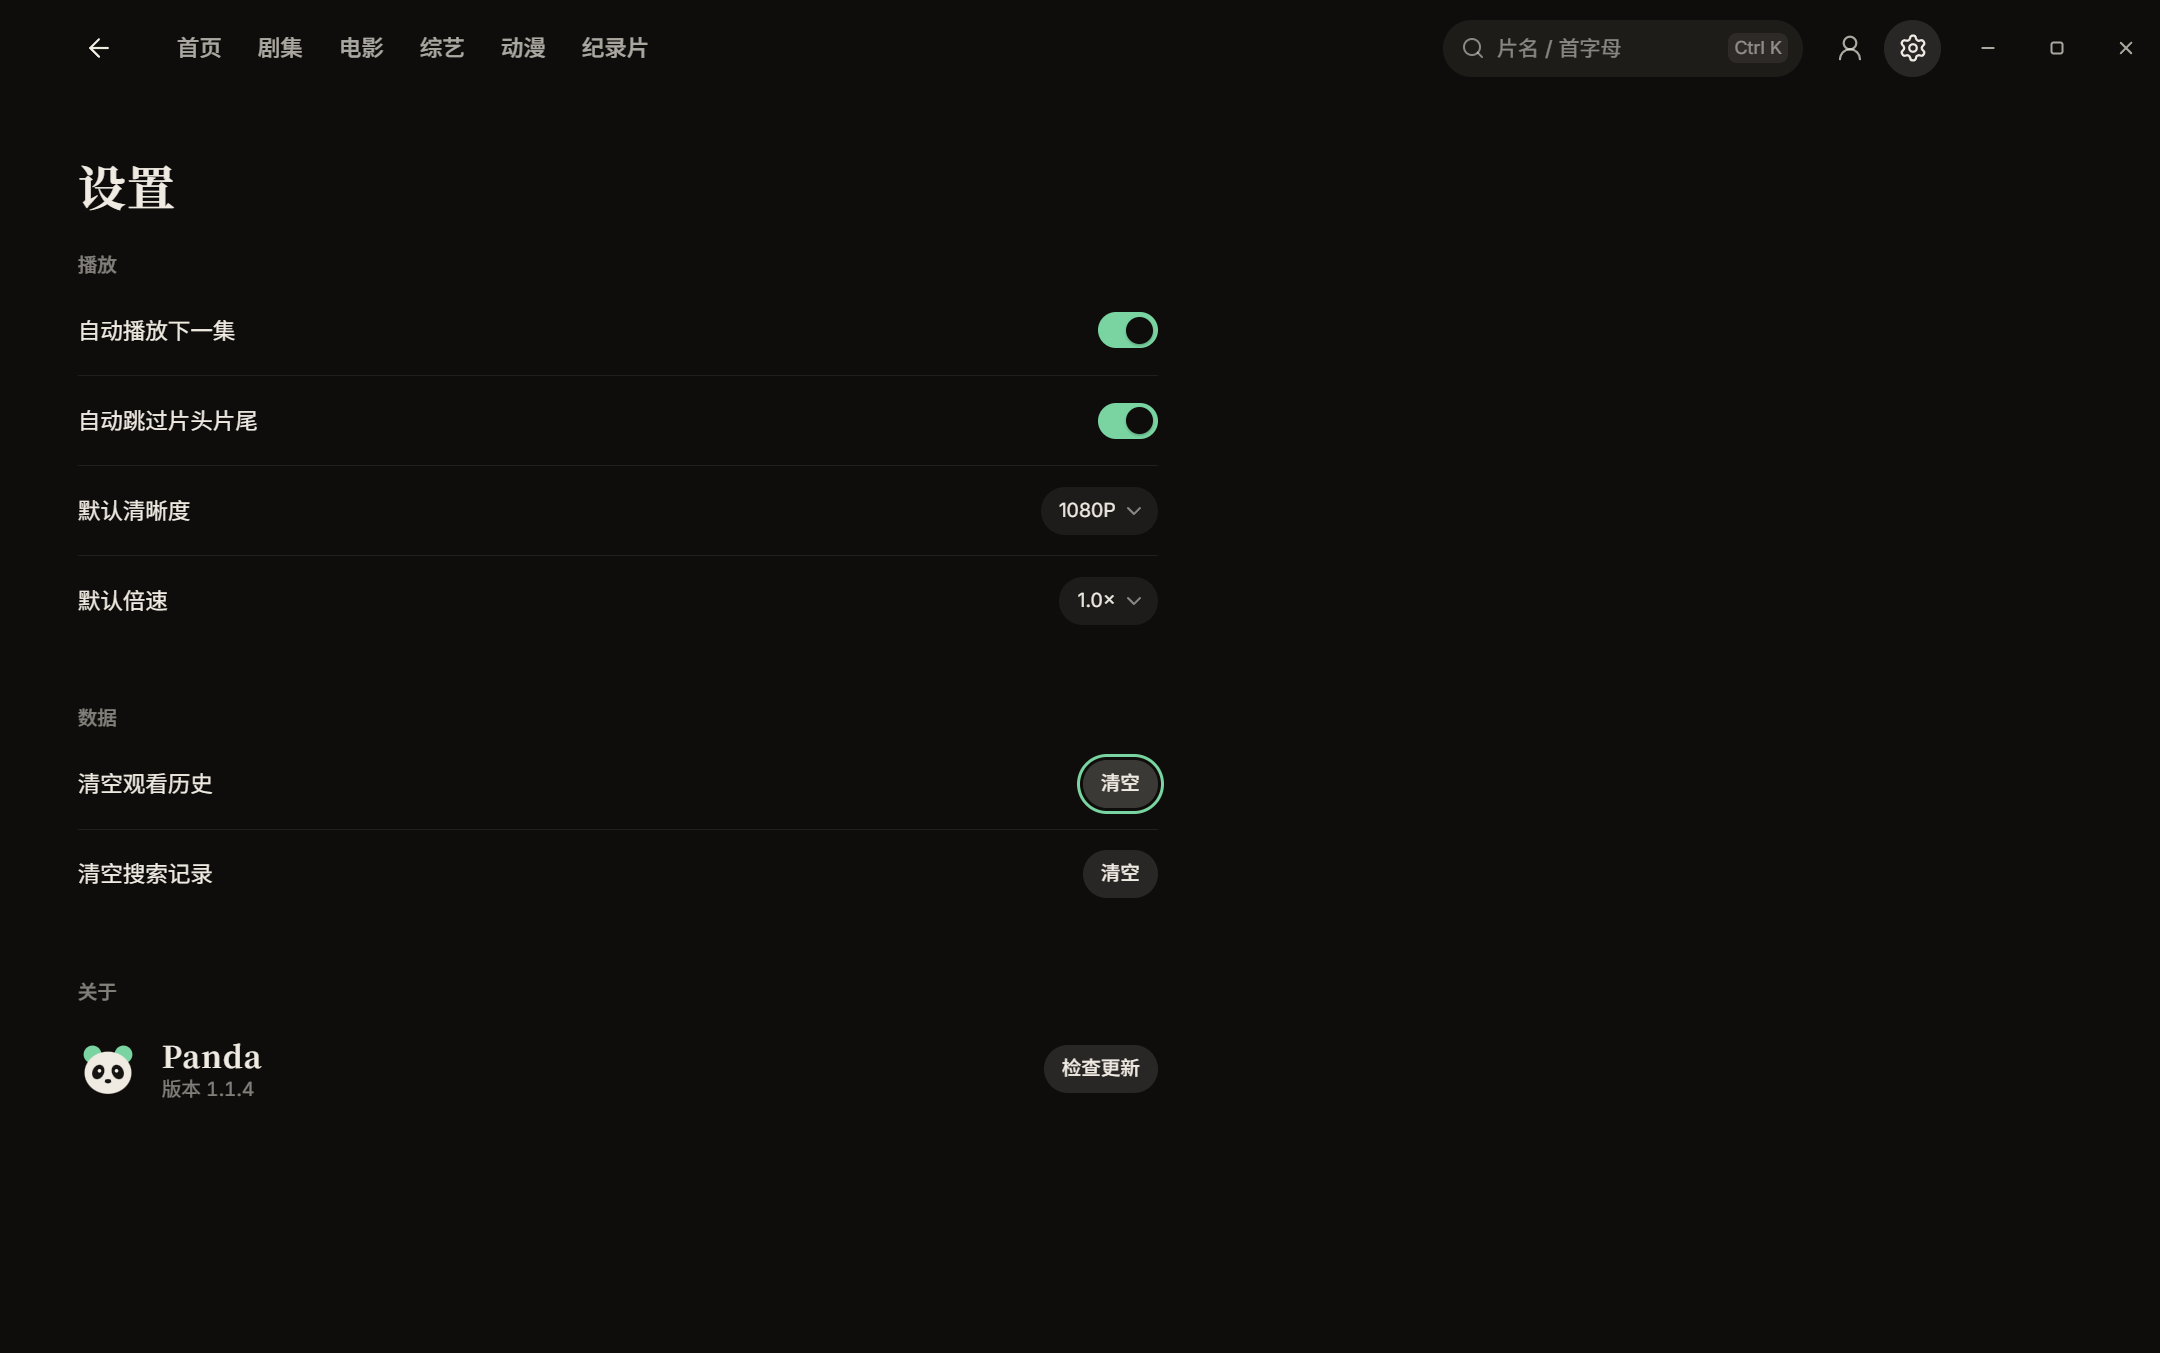 首页 剧集 电影 综艺 动漫 纪录片 片名 / 首字母 Ctrl K
设置
播放
自动播放下一集
自动跳过片头片尾
默认清晰度 1080P
默认倍速 1.0×
数据
清空观看历史 清空
清空搜索记录 清空
关于
Panda
版本 1.1.4
检查更新